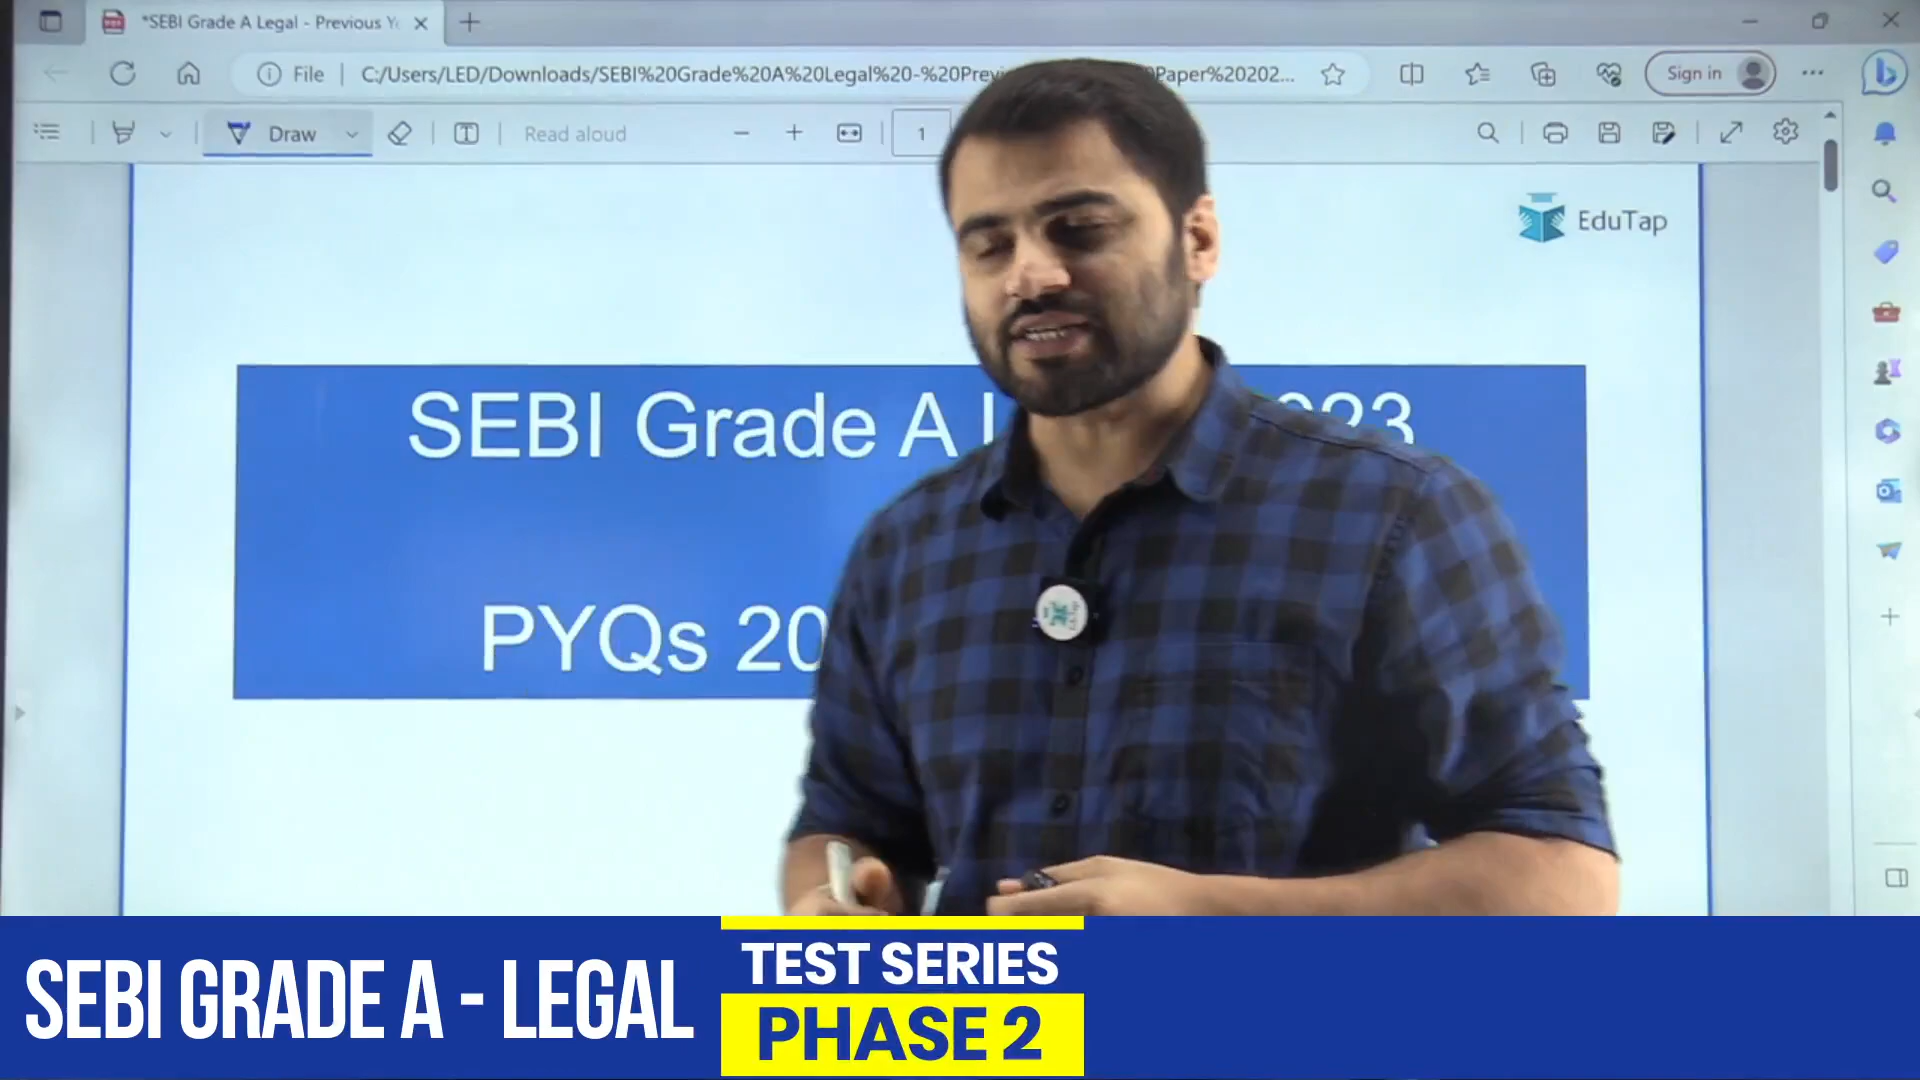 *SEBI Grade A Legal - Previous Y
File
C:/Users/LED/Downloads/SEBI%20Grade%20A%20Legal%20-%20Previ
Paper%20202...
Sign in
Draw
Read aloud
1
EduTap
SEBI Grade A
PYQs 20
SEBI GRADE A - LEGAL
TEST SERIES
PHASE 2